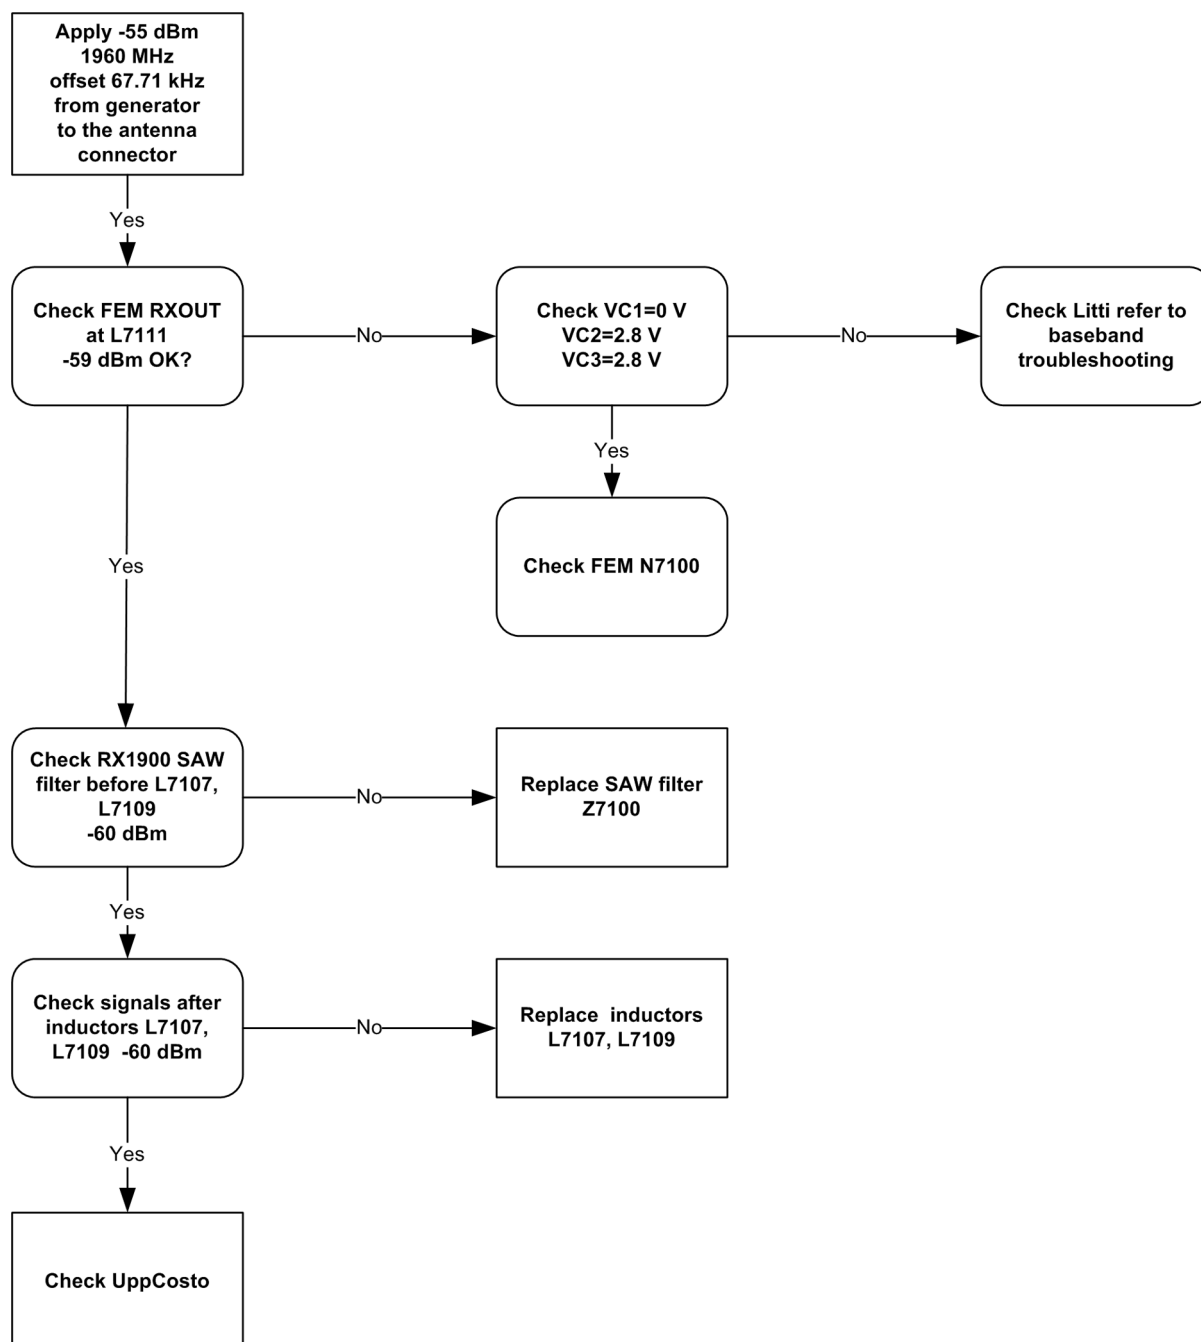 Apply -55 dBm
1960 MHz
offset 67.71 kHz
from generator
to the antenna
connector
Yes
Check FEM RXOUT
at L7111
-59 dBm OK?
No
Check VC1=0 V
VC2=2.8 V
VC3=2.8 V
No
Check Litti refer to
baseband
troubleshooting
Yes
Check FEM N7100
Yes
Check RX1900 SAW
filter before L7107,
L7109
-60 dBm
No
Replace SAW filter
Z7100
Yes
Check signals after
inductors L7107,
L7109  -60 dBm
No
Replace  inductors
L7107, L7109
Yes
Check UppCosto